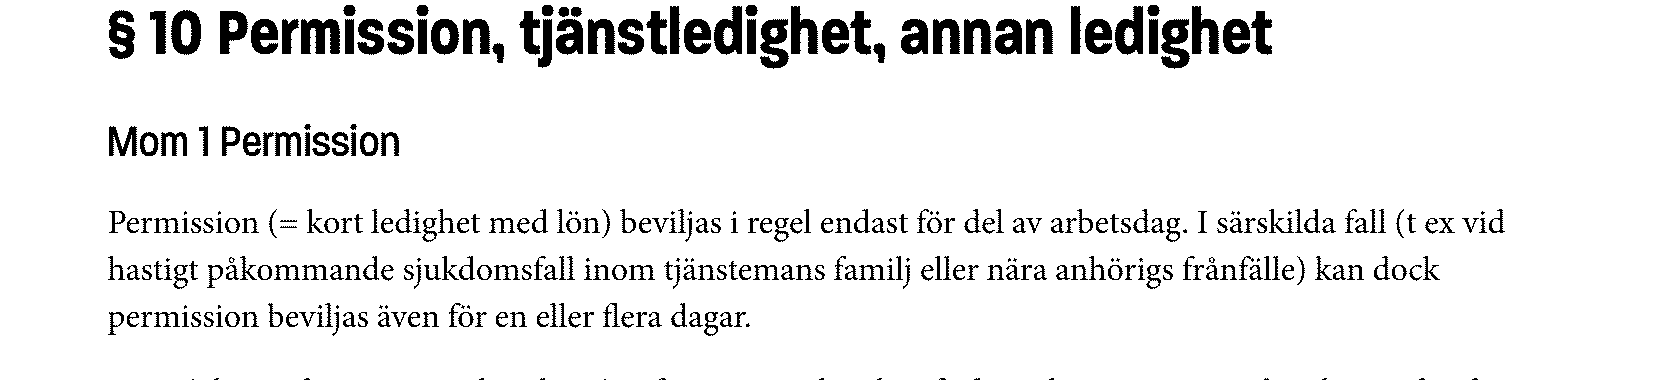 § 10 Permission, tjänstledighet, annan ledighet
Mom 1 Permission
Permission (= kort ledighet med lön) beviljas i regel endast för del av arbetsdag. I särskilda fall (t ex vid
hastigt påkommande sjukdomsfall inom tjänstemans familj eller nära anhörigs frånfälle) kan dock
permission beviljas även för en eller flera dagar.